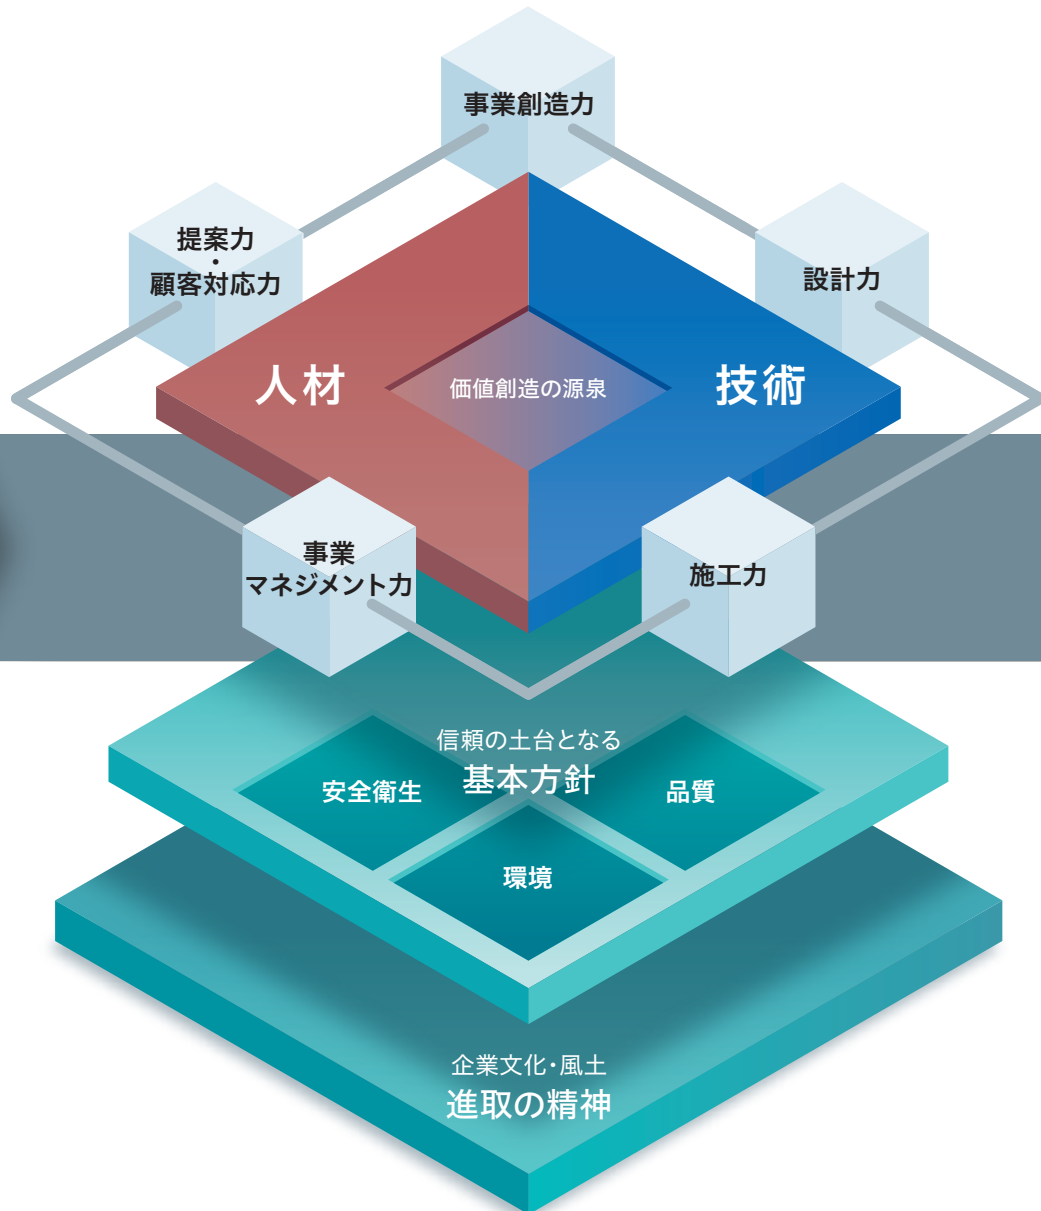 事業創造力
提案力
・
顧客対応力
設計力
人材
価値創造の源泉
技術
事業
マネジメント力
施工力
信頼の土台となる
基本方針
安全衛生
品質
環境
企業文化・風土
進取の精神